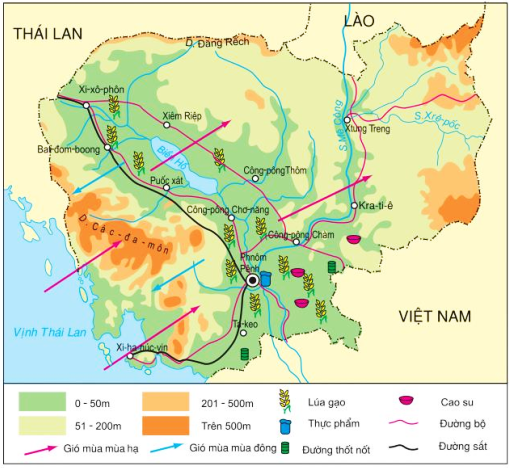 THÁI LAN
LÀO
D. Đăng Rếch
Xi-xô-phôn
Xiêm Riệp
S. Mê Công
Xtung Treng
S. Xrê-pốc
Bat-đom-boong
Biển Hồ
Puốc xát
Công-pôngThôm
Công-pông Chơ-năng
Kra-ti-ê
D. Các-đa-môn
Công-pông Chàm
Phnôm
Pênh
Vịnh Thái Lan
VIỆT NAM
Ta-keo
Xi-ha-núc-vin
0 - 50m
201 - 500m
Lúa gạo
Cao su
51 - 200m
Trên 500m
Thực phẩm
Đường bộ
Gió mùa mùa hạ
Gió mùa mùa đông
Đường thốt nốt
Đường sắt